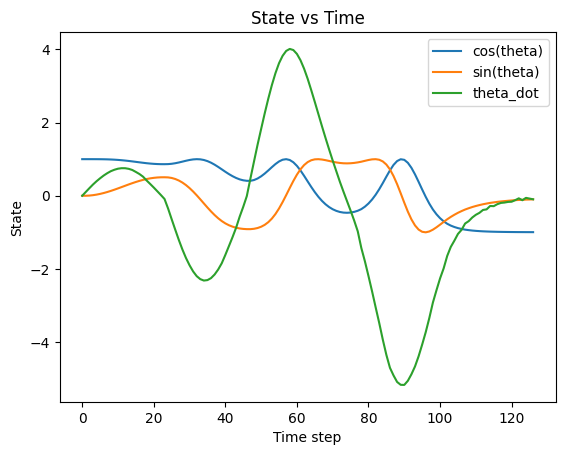 State vs Time
cos(theta)
sin(theta)
theta_dot
4
2
0
−2
−4
State
0 20 40 60 80 100 120
Time step